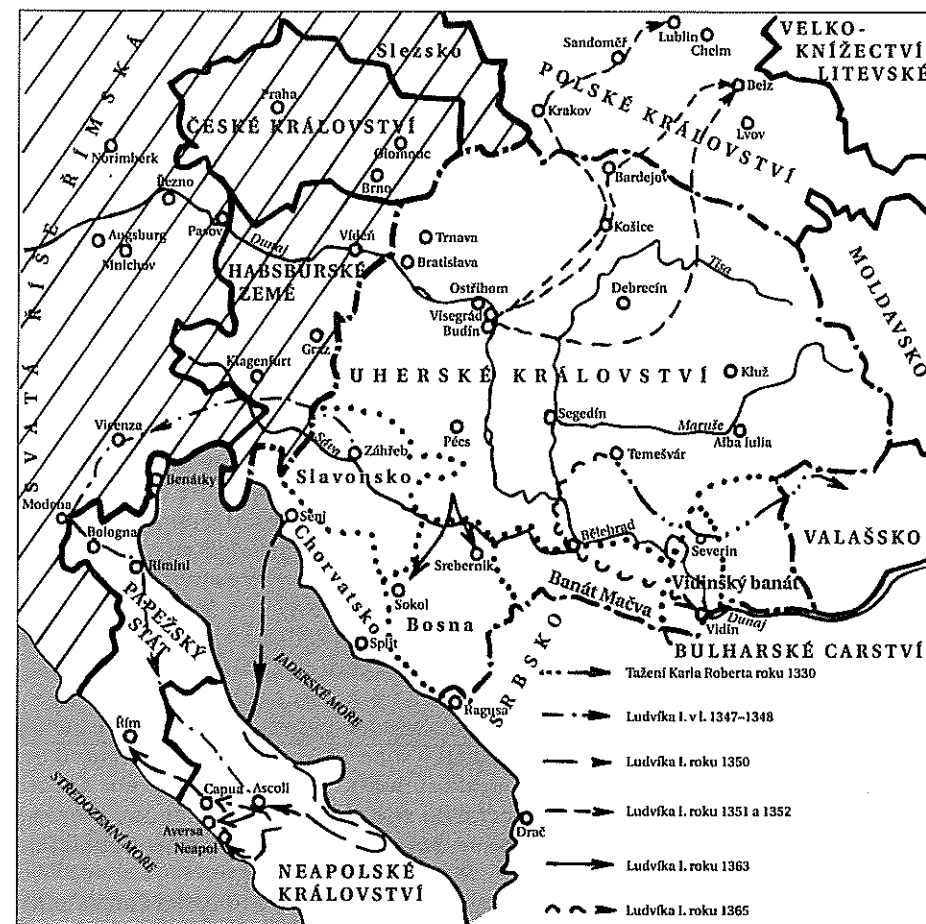 Lublin
Chelm
Sandoměř
VELKO-
KNÍŽECTVÍ
LITEVSKÉ
Slezsko
Praha
ČESKÉ KRÁLOVSTVÍ
Olomouc
Brno
Norimberk
Řezno
Pasov
Augsburg
Mnichov
SVATÁ ŘÍŠE ŘÍMSKÁ
Krakov
POLSKÉ KRÁLOVSTVÍ
Belz
Lvov
Bardejov
Košice
Dunaj
Vídeň
HABSBURSKÉ
ZEMĚ
Trnava
Bratislava
Ostřihom
Visegrád
Budín
Debrecín
Tisa
MOLDAVSKO
Graz
Klagenfurt
UHERSKÉ KRÁLOVSTVÍ
Kluž
Segedín
Maruše
Alba Iulia
Vicenza
Sáva
Záhřeb
Pécs
Temešvár
Slavonsko
Benátky
Modena
Bologna
Rimini
Senj
Chorvatsko
Bělehrad
Severin
VALAŠSKO
Srebernik
Sokol
Bosna
Banát Mačva
Vidinský banát
Vidin
Dunaj
Split
SRBSKO
BULHARSKÉ CARSTVÍ
PAPEŽSKÝ
STÁT
JADERSKÉ MOŘE
Ragusa
Řím
STŘEDOZEMNÍ MOŘE
Capua
Ascoli
Aversa
Neapol
Drač
NEAPOLSKÉ
KRÁLOVSTVÍ
Tažení Karla Roberta roku 1330
Ludvíka I. v l. 1347–1348
Ludvíka I. roku 1350
Ludvíka I. roku 1351 a 1352
Ludvíka I. roku 1363
Ludvíka I. roku 1365